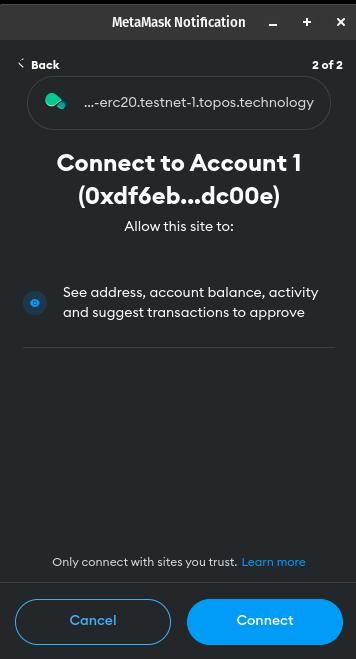 MetaMask Notification
Back
2 of 2
...-erc20.testnet-1.topos.technology
Connect to Account 1
(0xdf6eb...dc00e)
Allow this site to:
See address, account balance, activity
and suggest transactions to approve
Only connect with sites you trust. Learn more
Cancel
Connect